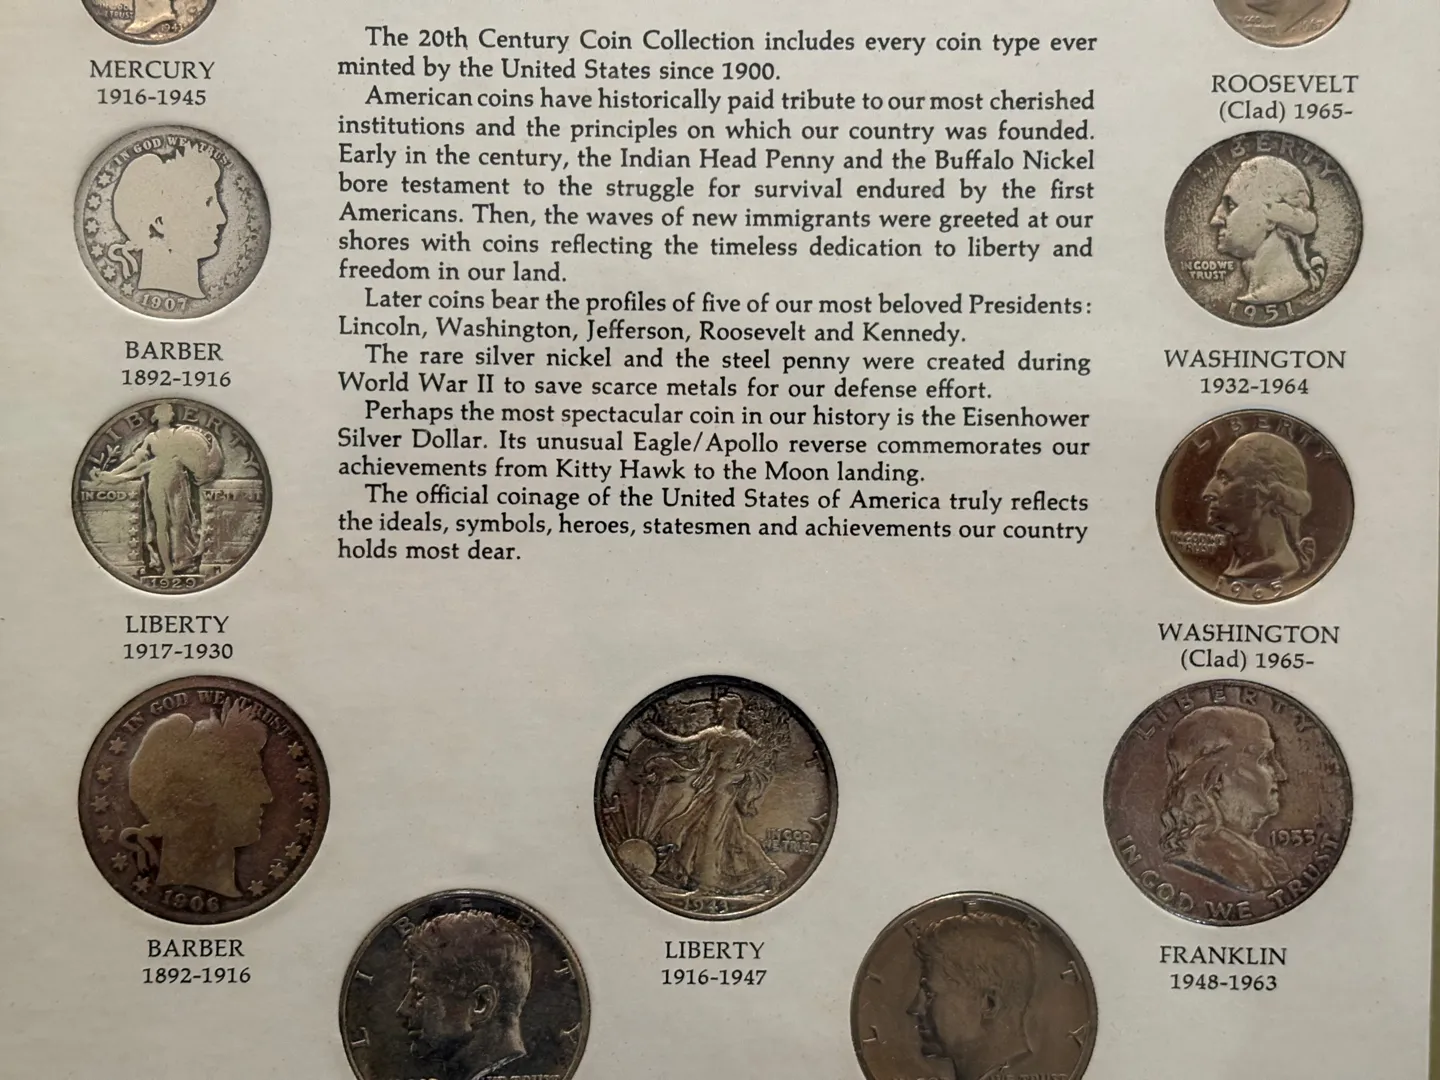 The 20th Century Coin Collection includes every coin type ever
minted by the United States since 1900.
American coins have historically paid tribute to our most cherished
institutions and the principles on which our country was founded.
Early in the century, the Indian Head Penny and the Buffalo Nickel
bore testament to the struggle for survival endured by the first
Americans. Then, the waves of new immigrants were greeted at our
shores with coins reflecting the timeless dedication to liberty and
freedom in our land.
Later coins bear the profiles of five of our most beloved Presidents:
Lincoln, Washington, Jefferson, Roosevelt and Kennedy.
The rare silver nickel and the steel penny were created during
World War II to save scarce metals for our defense effort.
Perhaps the most spectacular coin in our history is the Eisenhower
Silver Dollar. Its unusual Eagle/Apollo reverse commemorates our
achievements from Kitty Hawk to the Moon landing.
The official coinage of the United States of America truly reflects
the ideals, symbols, heroes, statesmen and achievements our country
holds most dear.
MERCURY
1916-1945
IN GOD WE TRUST
1907
BARBER
1892-1916
LIBERTY
IN GOD WE TRUST
1929
LIBERTY
1917-1930
IN GOD WE TRUST
1906
BARBER
1892-1916
LIBERTY
LIBERTY
IN GOD
WE TRUST
LIBERTY
1916-1947
LIBERTY
ROOSEVELT
(Clad) 1965-
LIBERTY
IN GOD WE
TRUST
1951
WASHINGTON
1932-1964
LIBERTY
IN GOD WE
TRUST
1965
WASHINGTON
(Clad) 1965-
LIBERTY
1953
IN GOD WE TRUST
FRANKLIN
1948-1963